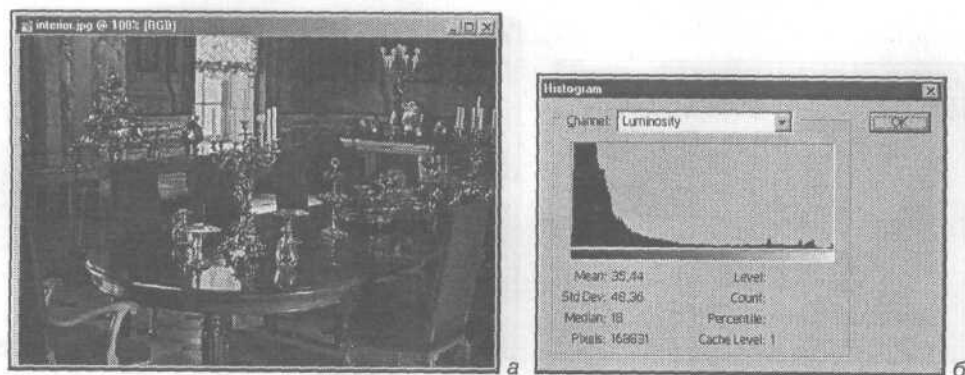 interior.jpg @ 100% (RGB)
а
Histogram
Channel: Luminosity
OK
Mean: 35,44
Std Dev: 48,36
Median: 18
Pixels: 168831
Level:
Count:
Percentile:
Cache Level: 1
б